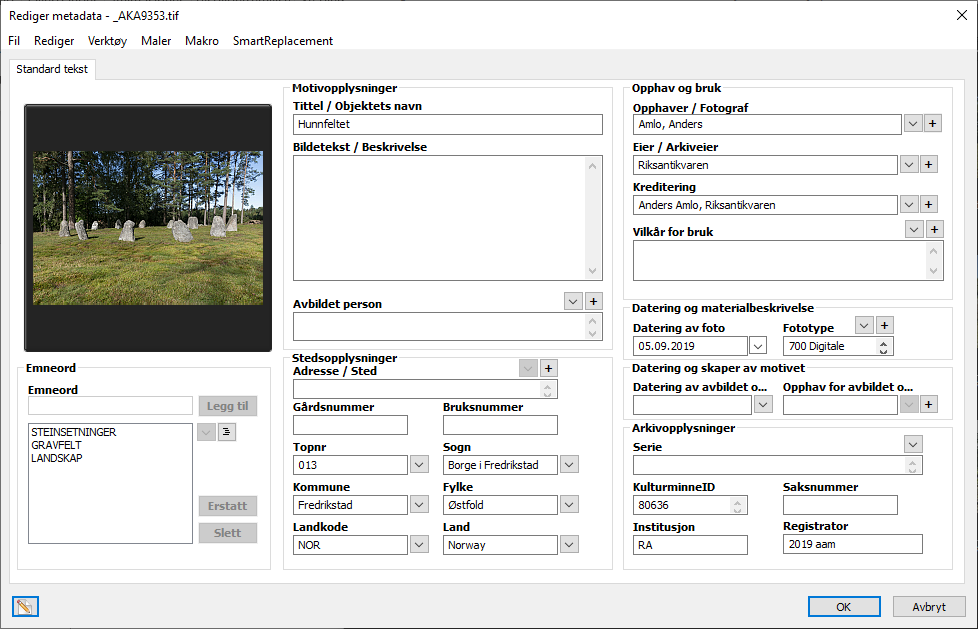 Rediger metadata - _AKA9353.tif
Fil Rediger Verktøy Maler Makro SmartReplacement
Standard tekst
Emneord
Emneord
Legg til
STEINSETNINGER
GRAVFELT
LANDSKAP
Erstatt
Slett
Motivopplysninger
Tittel / Objektets navn
Hunnfeltet
Bildetekst / Beskrivelse
Avbildet person
Stedsopplysninger
Adresse / Sted
Gårdsnummer Bruksnummer
Topnr Sogn
013 Borge i Fredrikstad
Kommune Fylke
Fredrikstad Østfold
Landkode Land
NOR Norway
Opphav og bruk
Opphaver / Fotograf
Amlo, Anders
Eier / Arkiveier
Riksantikvaren
Kreditering
Anders Amlo, Riksantikvaren
Vilkår for bruk
Datering og materialbeskrivelse
Datering av foto Fototype
05.09.2019 700 Digitale
Datering og skaper av motivet
Datering av avbildet o... Opphav for avbildet o...
Arkivopplysninger
Serie
KulturminneID Saksnummer
80636
Institusjon Registrator
RA 2019 aam
OK Avbryt